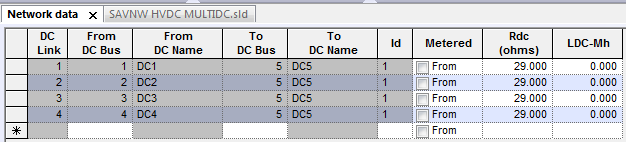 Network data SAVNW HVDC MULTIDC.sld
DC Link From DC Bus From DC Name To DC Bus To DC Name Id Metered Rdc (ohms) LDC-Mh
1 1 DC1 5 DC5 1 From 29.000 0.000
2 2 DC2 5 DC5 1 From 29.000 0.000
3 3 DC3 5 DC5 1 From 29.000 0.000
4 4 DC4 5 DC5 1 From 29.000 0.000
* From